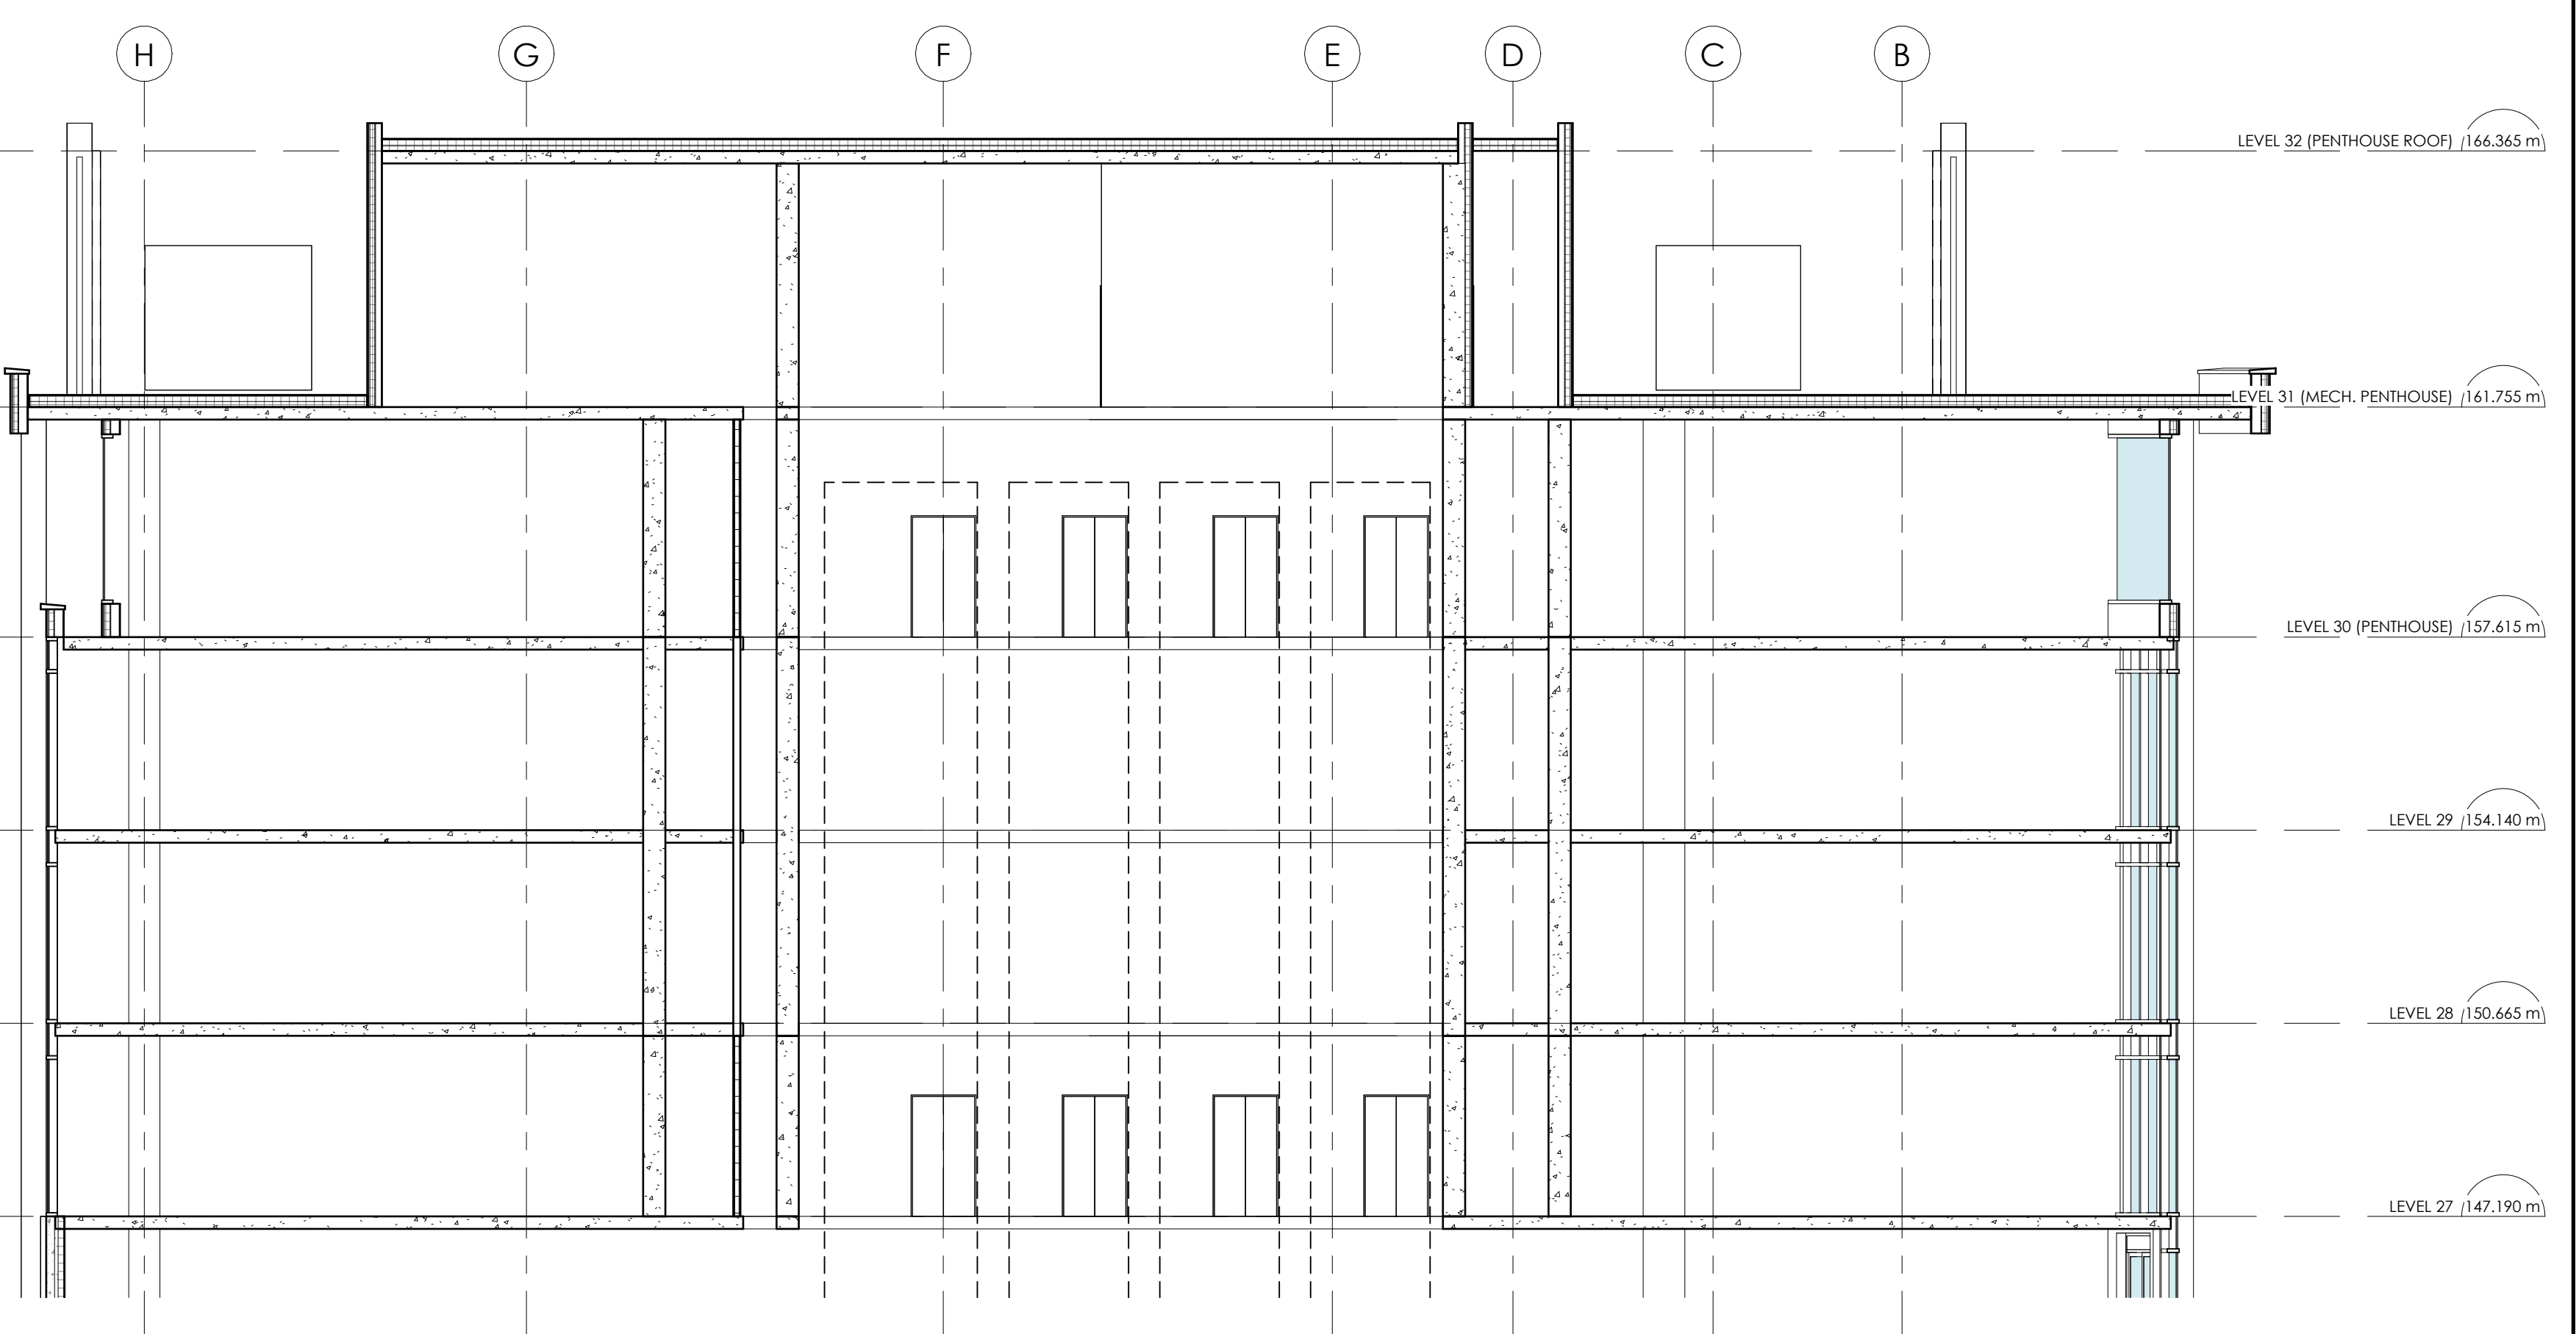 H G F E D C B
LEVEL 32 (PENTHOUSE ROOF) 166.365 m
LEVEL 31 (MECH. PENTHOUSE) 161.755 m
LEVEL 30 (PENTHOUSE) 157.615 m
LEVEL 29 154.140 m
LEVEL 28 150.665 m
LEVEL 27 147.190 m